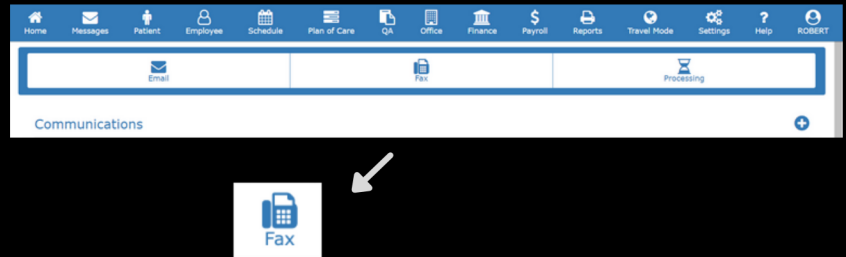 Home Messages Patient Employee Schedule Plan of Care QA Office Finance Payroll Reports Travel Mode Settings Help ROBERT
Email Fax Processing
Communications
Fax